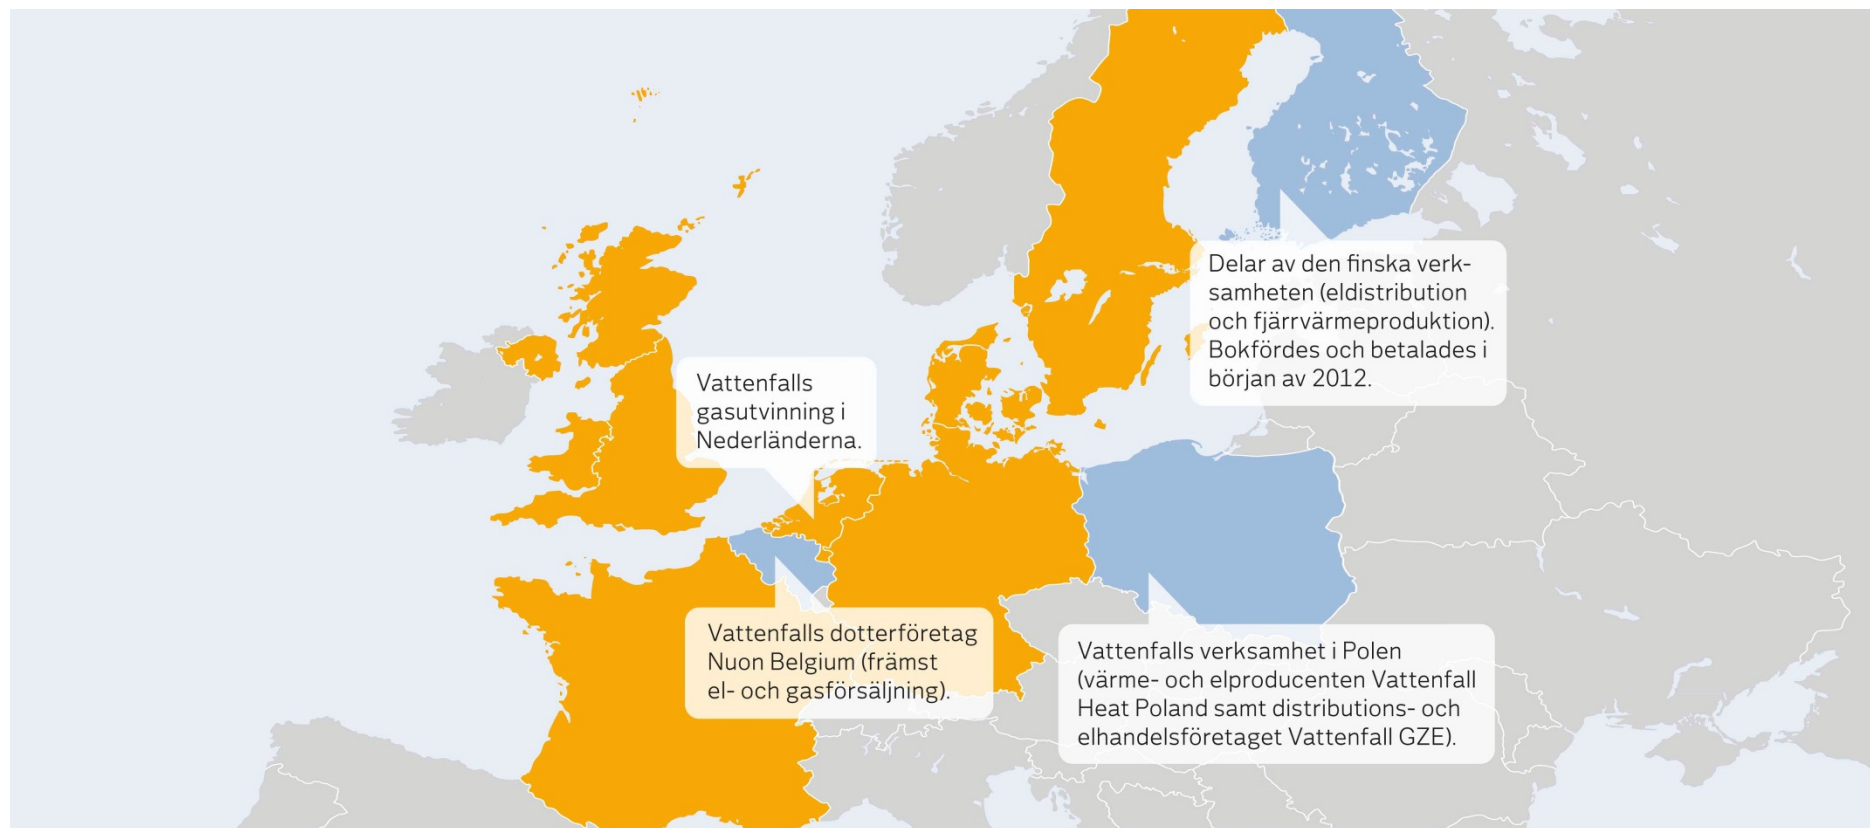 Delar av den finska verk-
samheten (eldistribution
och fjärrvärmeproduktion).
Bokfördes och betalades i
början av 2012.
Vattenfalls
gasutvinning i
Nederländerna.
Vattenfalls dotterföretag
Nuon Belgium (främst
el- och gasförsäljning).
Vattenfalls verksamhet i Polen
(värme- och elproducenten Vattenfall
Heat Poland samt distributions- och
elhandelsföretaget Vattenfall GZE).